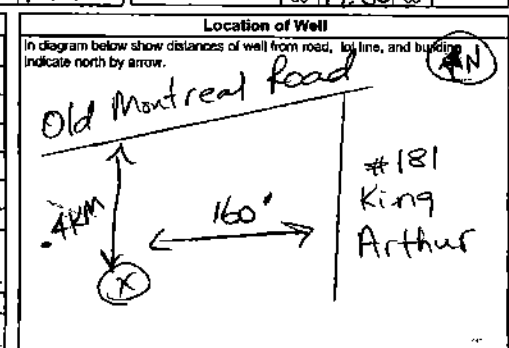 Location of Well
In diagram below show distances of well from road, lot line, and building
Indicate north by arrow.
N
Old Montreal Road
.4KM
160'
#181
King
Arthur
X